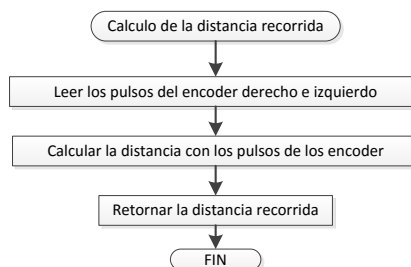 Calculo de la distancia recorrida
Leer los pulsos del encoder derecho e izquierdo
Calcular la distancia con los pulsos de los encoder
Retornar la distancia recorrida
FIN